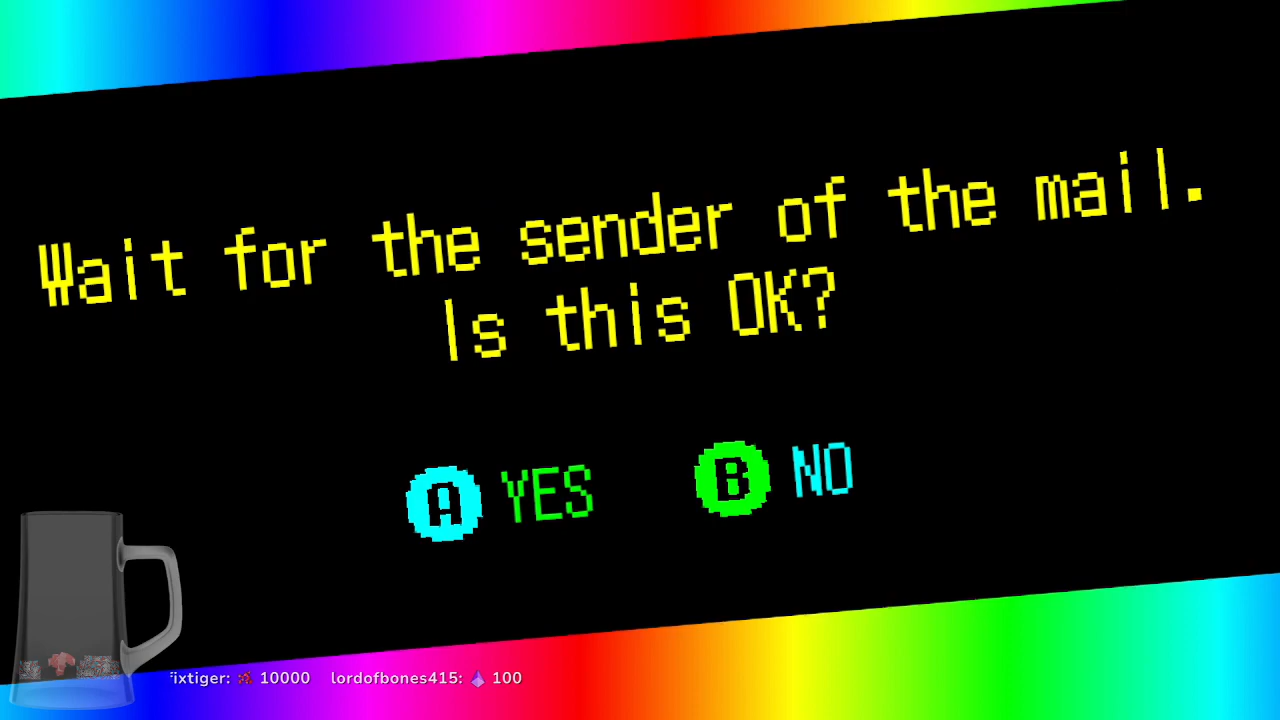 Wait for the sender of the mail.
Is this OK?
A YES B NO
ixtiger: 10000 lordofbones415: 100